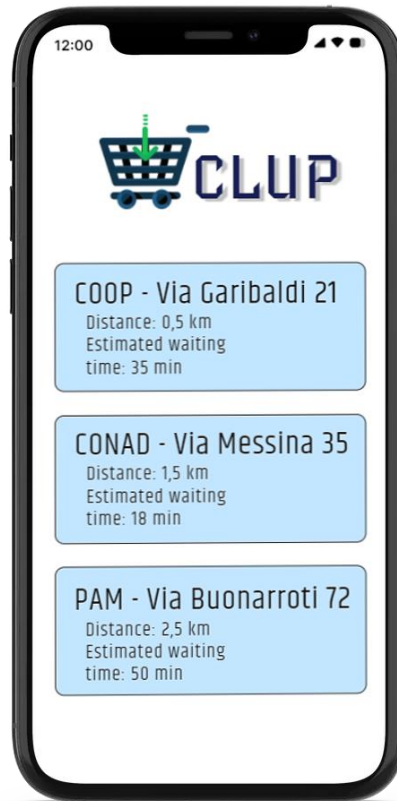 12:00
CLUP
COOP - Via Garibaldi 21
Distance: 0,5 km
Estimated waiting
time: 35 min
CONAD - Via Messina 35
Distance: 1,5 km
Estimated waiting
time: 18 min
PAM - Via Buonarroti 72
Distance: 2,5 km
Estimated waiting
time: 50 min